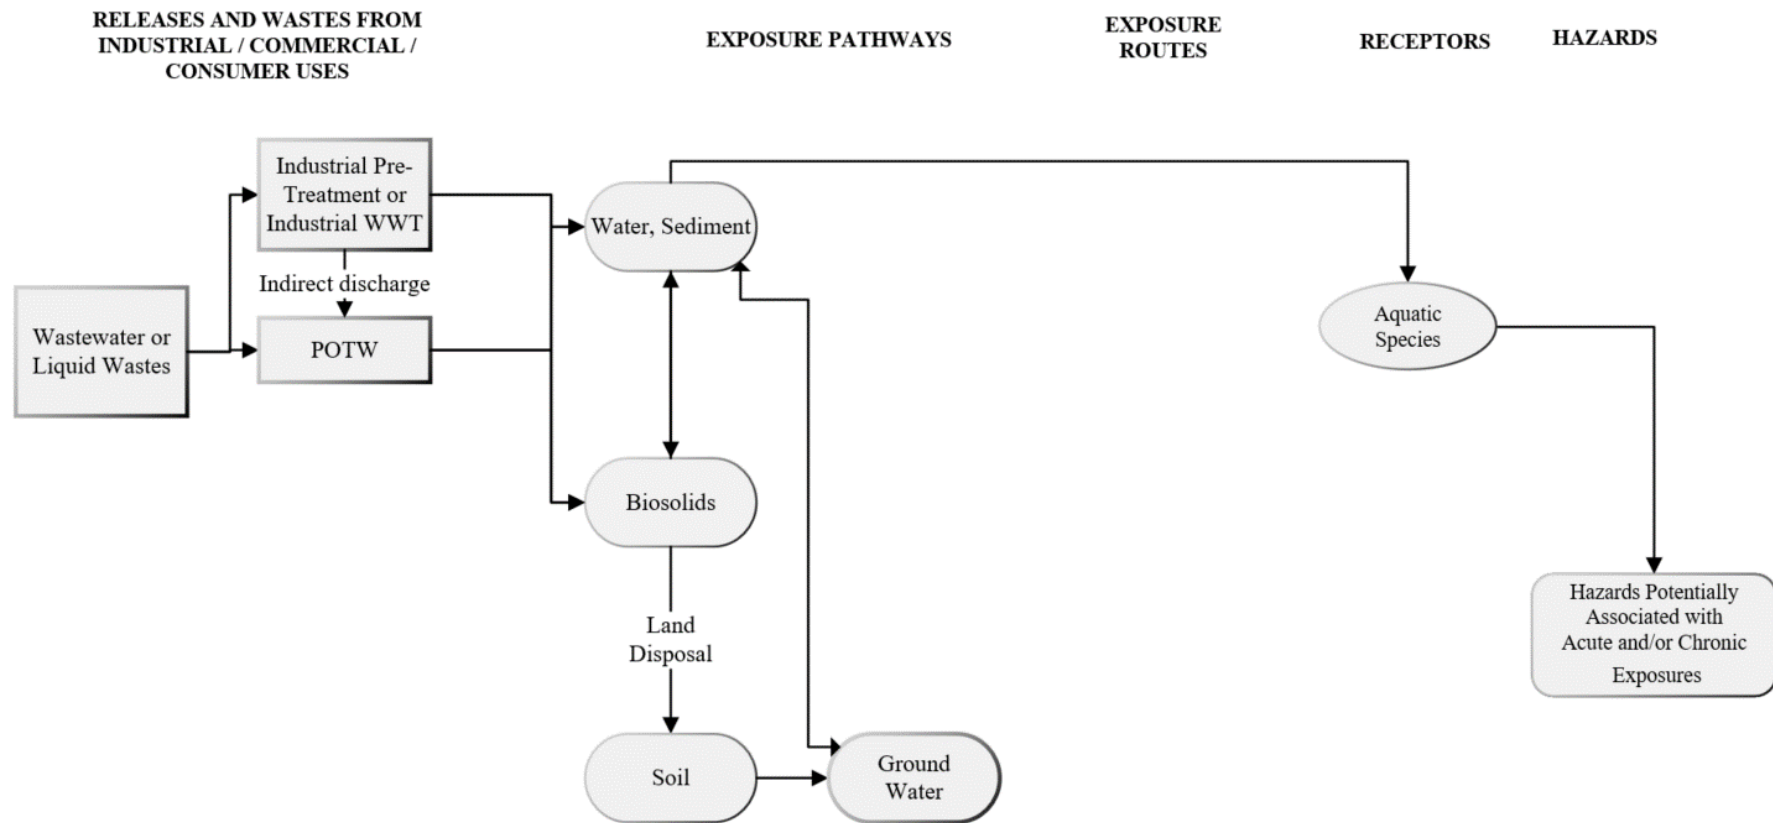 RELEASES AND WASTES FROM
INDUSTRIAL / COMMERCIAL /
CONSUMER USES
EXPOSURE PATHWAYS
EXPOSURE
ROUTES
RECEPTORS
HAZARDS
Industrial Pre-
Treatment or
Industrial WWT
Indirect discharge
Wastewater or
Liquid Wastes
POTW
Water, Sediment
Biosolids
Land
Disposal
Soil
Ground
Water
Aquatic
Species
Hazards Potentially
Associated with
Acute and/or Chronic
Exposures